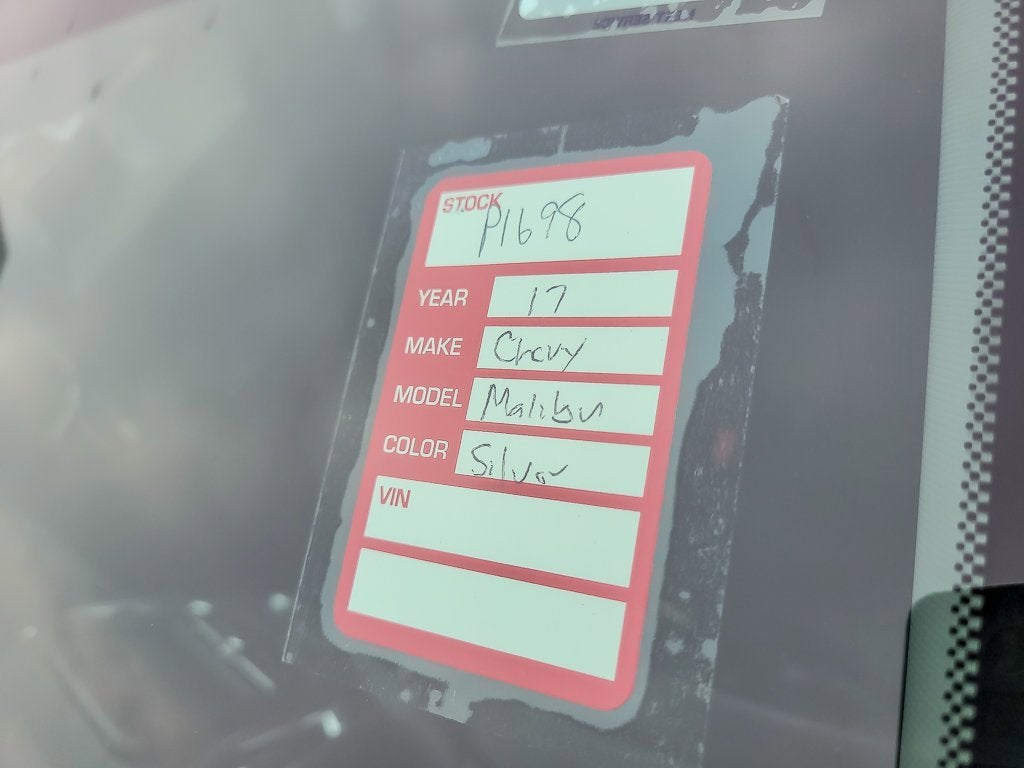 STOCK
P1698
YEAR 17
MAKE Chevy
MODEL Malibu
COLOR Silver
VIN